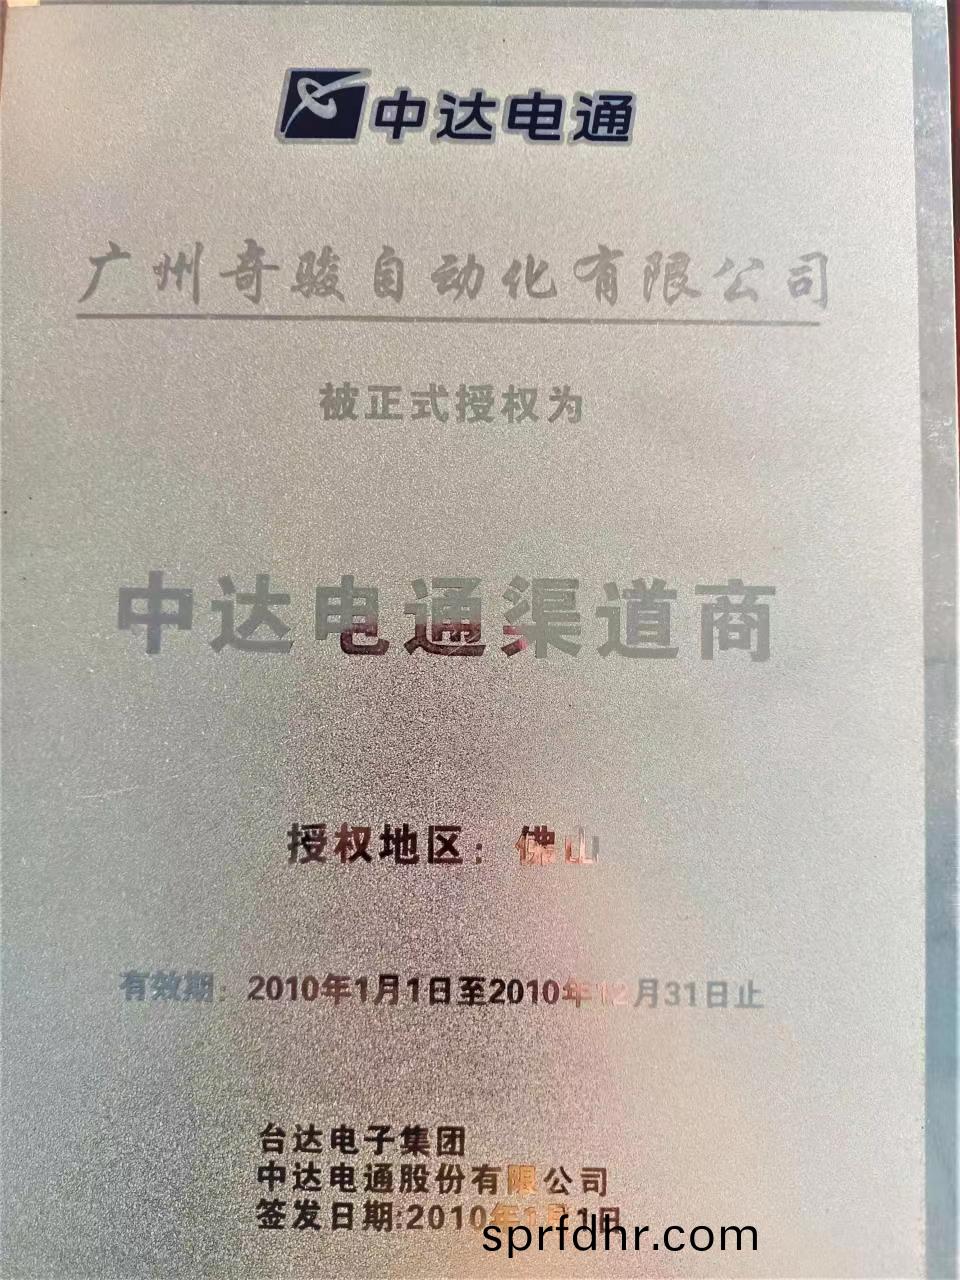 中达电通
广州奇骏自动化有限公司
被正式授权为
中达电通渠道商
授权地区：佛山
有效期：2010年1月1日至2010年12月31日止
台达电子集团
中达电通股份有限公司
签发日期:2010年1月1日
sprfdhr.com